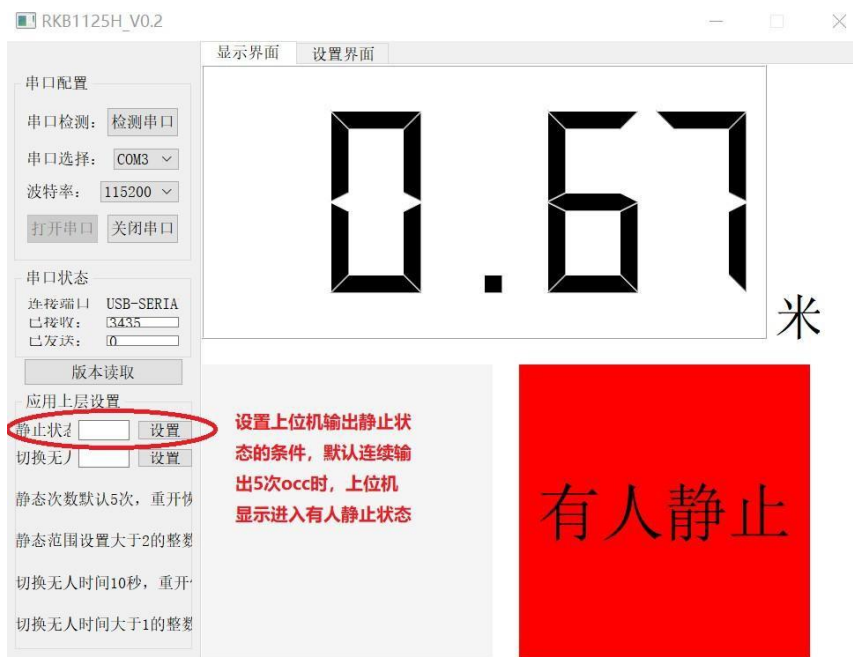 RKB1125H_V0.2
显示界面
设置界面
串口配置
串口检测: 检测串口
串口选择: COM3
波特率: 115200
打开串口 关闭串口
串口状态
连接端口 USB-SERIA
已接收: 3435
已发送: 0
版本读取
应用上层设置
静止状态 设置
切换无 设置
静态次数默认5次，重开恢
静态范围设置大于2的整数
切换无人时间10秒，重开
切换无人时间大于1的整数
0.67
米
设置上位机输出静止状
态的条件，默认连续输
出5次occ时，上位机
显示进入有人静止状态
有人静止